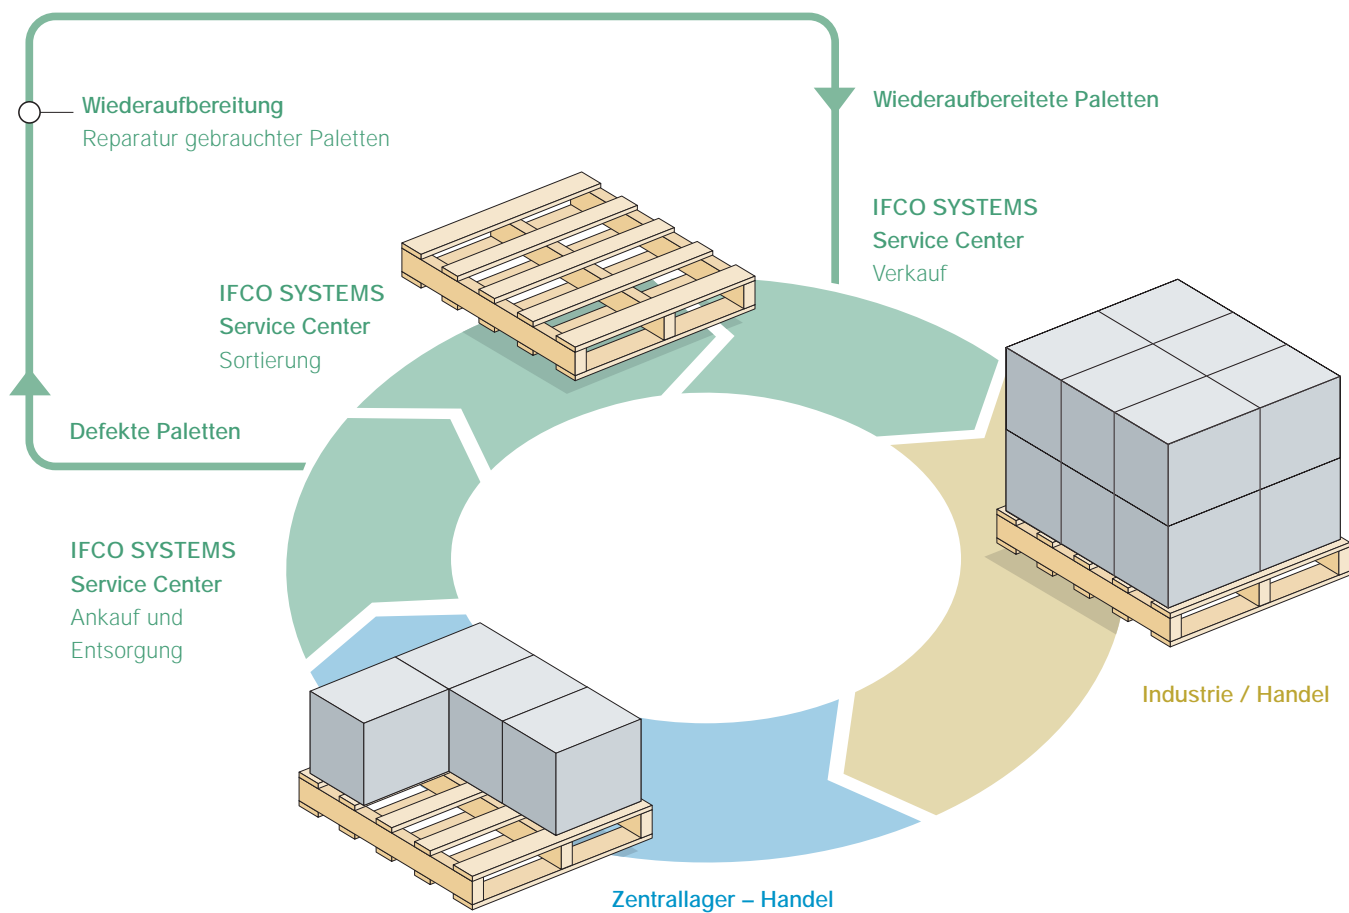 Wiederaufbereitung
Reparatur gebrauchter Paletten
Wiederaufbereitete Paletten
IFCO SYSTEMS
Service Center
Verkauf
IFCO SYSTEMS
Service Center
Sortierung
Defekte Paletten
IFCO SYSTEMS
Service Center
Ankauf und
Entsorgung
Industrie / Handel
Zentrallager – Handel